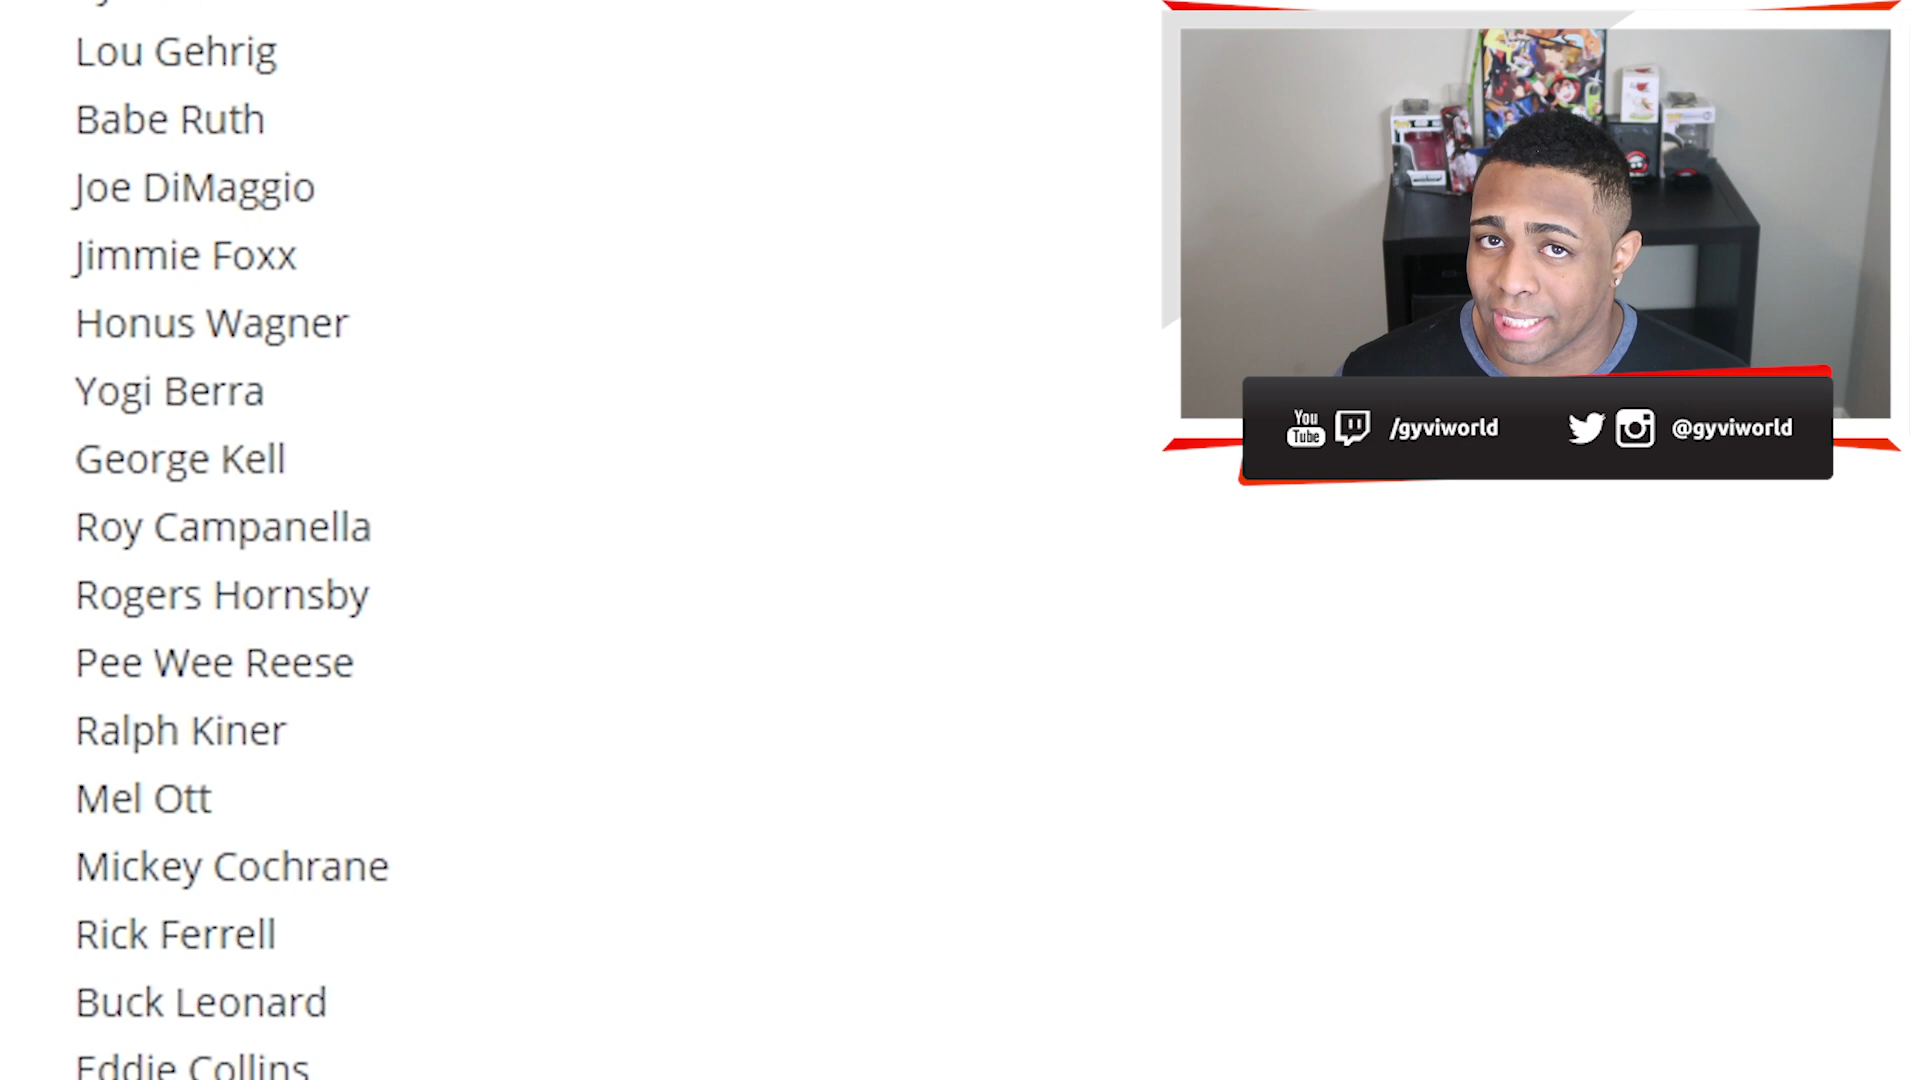 Lou Gehrig
Babe Ruth
Joe DiMaggio
Jimmie Foxx
Honus Wagner
Yogi Berra
George Kell
Roy Campanella
Rogers Hornsby
Pee Wee Reese
Ralph Kiner
Mel Ott
Mickey Cochrane
Rick Ferrell
Buck Leonard
Eddie Collins
You Tube /gyviworld @gyviworld